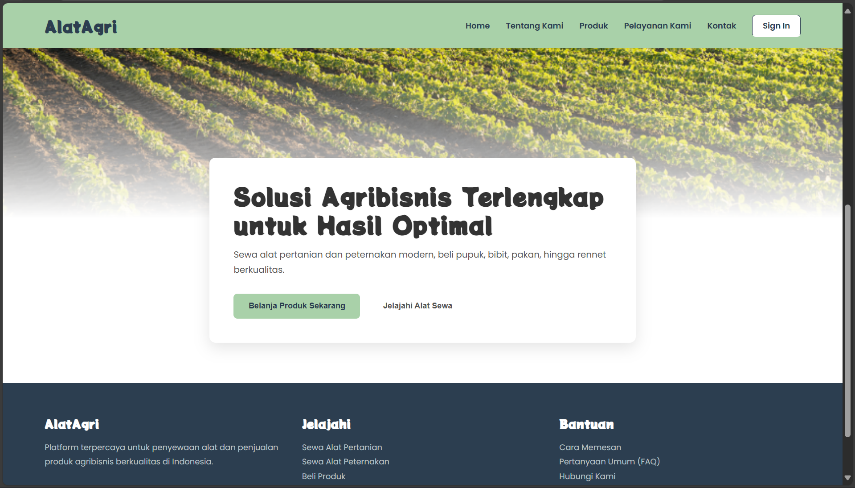 AlatAgri
Home
Tentang Kami
Produk
Pelayanan Kami
Kontak
Sign In
Solusi Agribisnis Terlengkap
untuk Hasil Optimal
Sewa alat pertanian dan peternakan modern, beli pupuk, bibit, pakan, hingga rennet
berkualitas.
Belanja Produk Sekarang
Jelajahi Alat Sewa
AlatAgri
Platform terpercaya untuk penyewaan alat dan penjualan
produk agribisnis berkualitas di Indonesia.
Jelajahi
Sewa Alat Pertanian
Sewa Alat Peternakan
Beli Produk
Bantuan
Cara Memesan
Pertanyaan Umum (FAQ)
Hubungi Kami